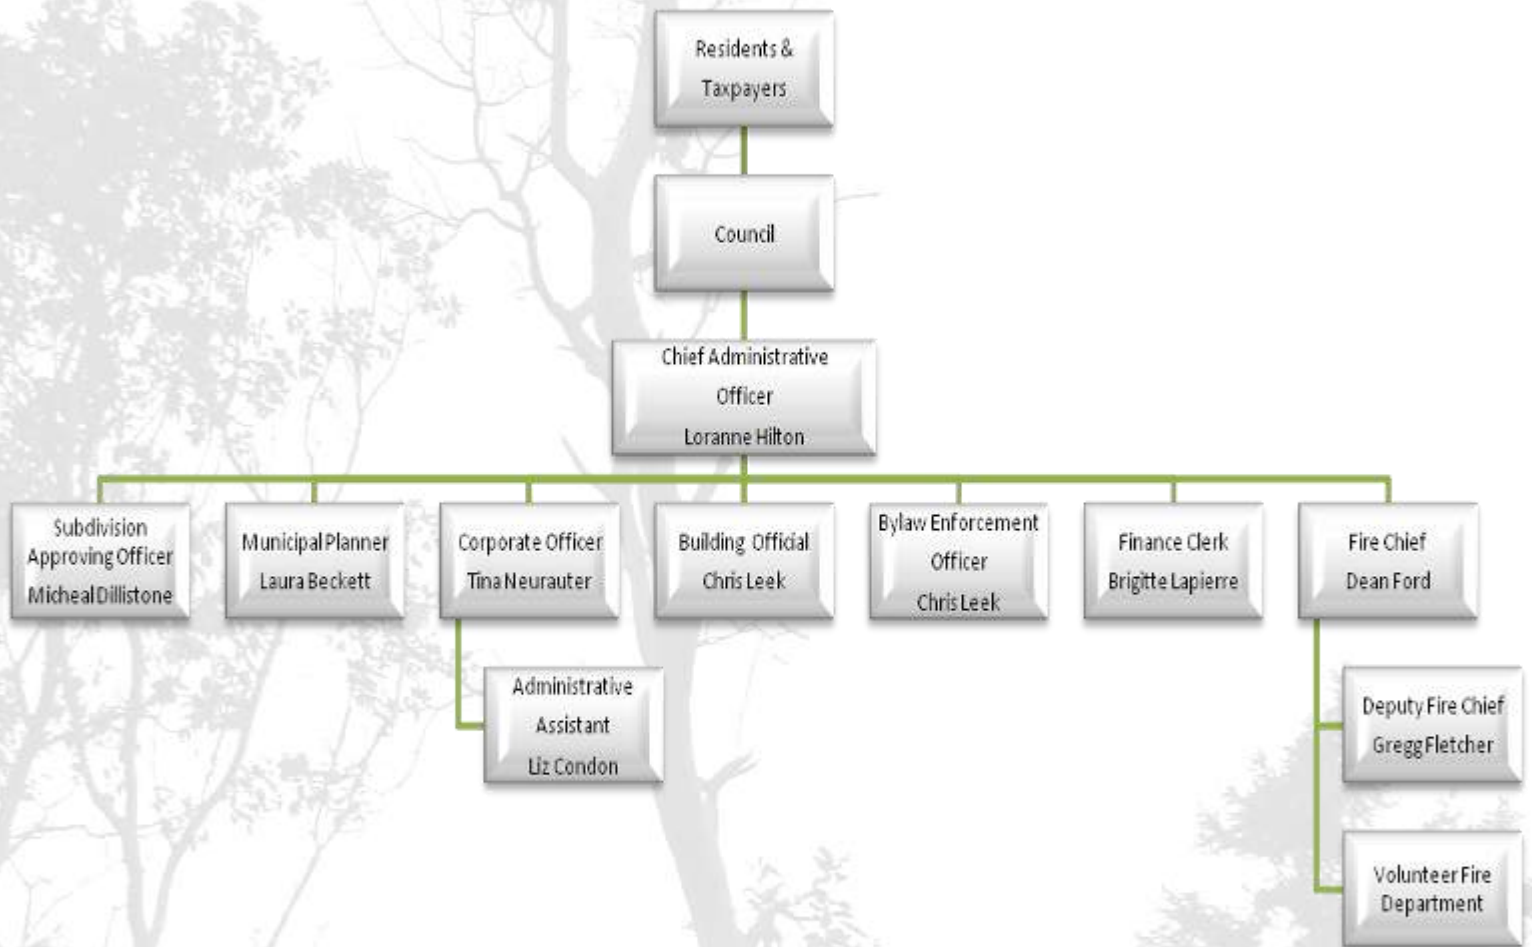 Residents &
Taxpayers
Council
Chief Administrative
Officer
Loranne Hilton
Subdivision
Approving Officer
Micheal Dillistone
Municipal Planner
Laura Beckett
Corporate Officer
Tina Neurauter
Building Official
Chris Leek
Bylaw Enforcement
Officer
Chris Leek
Finance Clerk
Brigitte Lapierre
Fire Chief
Dean Ford
Administrative
Assistant
Liz Condon
Deputy Fire Chief
Gregg Fletcher
Volunteer Fire
Department